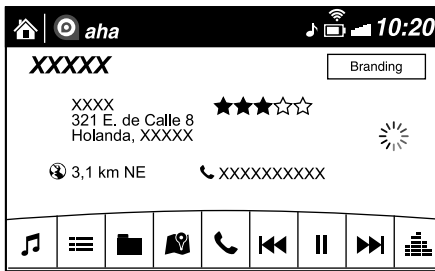 aha
10:20
XXXXX
Branding
XXXX
321 E. de Calle 8
Holanda, XXXXX
3,1 km NE
XXXXXXXXXX